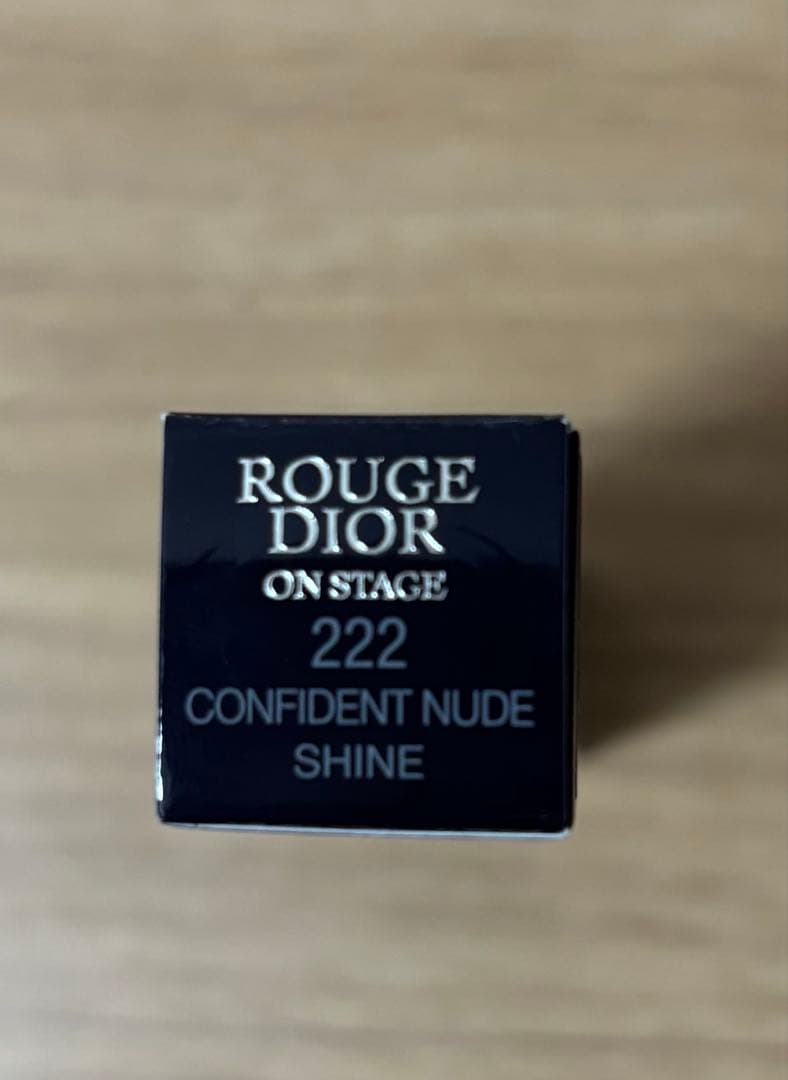 ROUGE
DIOR
ON STAGE
222
CONFIDENT NUDE
SHINE